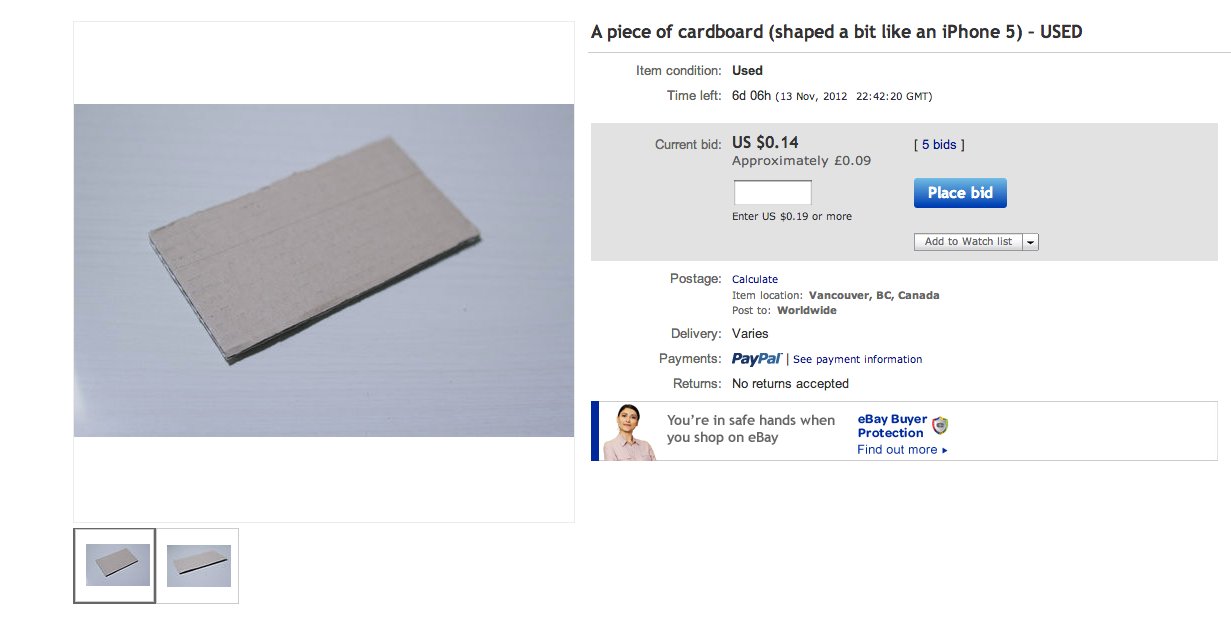 A piece of cardboard (shaped a bit like an iPhone 5) - USED
Item condition: Used
Time left: 6d 06h (13 Nov, 2012 22:42:20 GMT)
Current bid: US $0.14 [ 5 bids ]
Approximately £0.09
Place bid
Enter US $0.19 or more
Add to Watch list
Postage: Calculate
Item location: Vancouver, BC, Canada
Post to: Worldwide
Delivery: Varies
Payments: PayPal | See payment information
Returns: No returns accepted
You're in safe hands when
you shop on eBay
eBay Buyer
Protection
Find out more